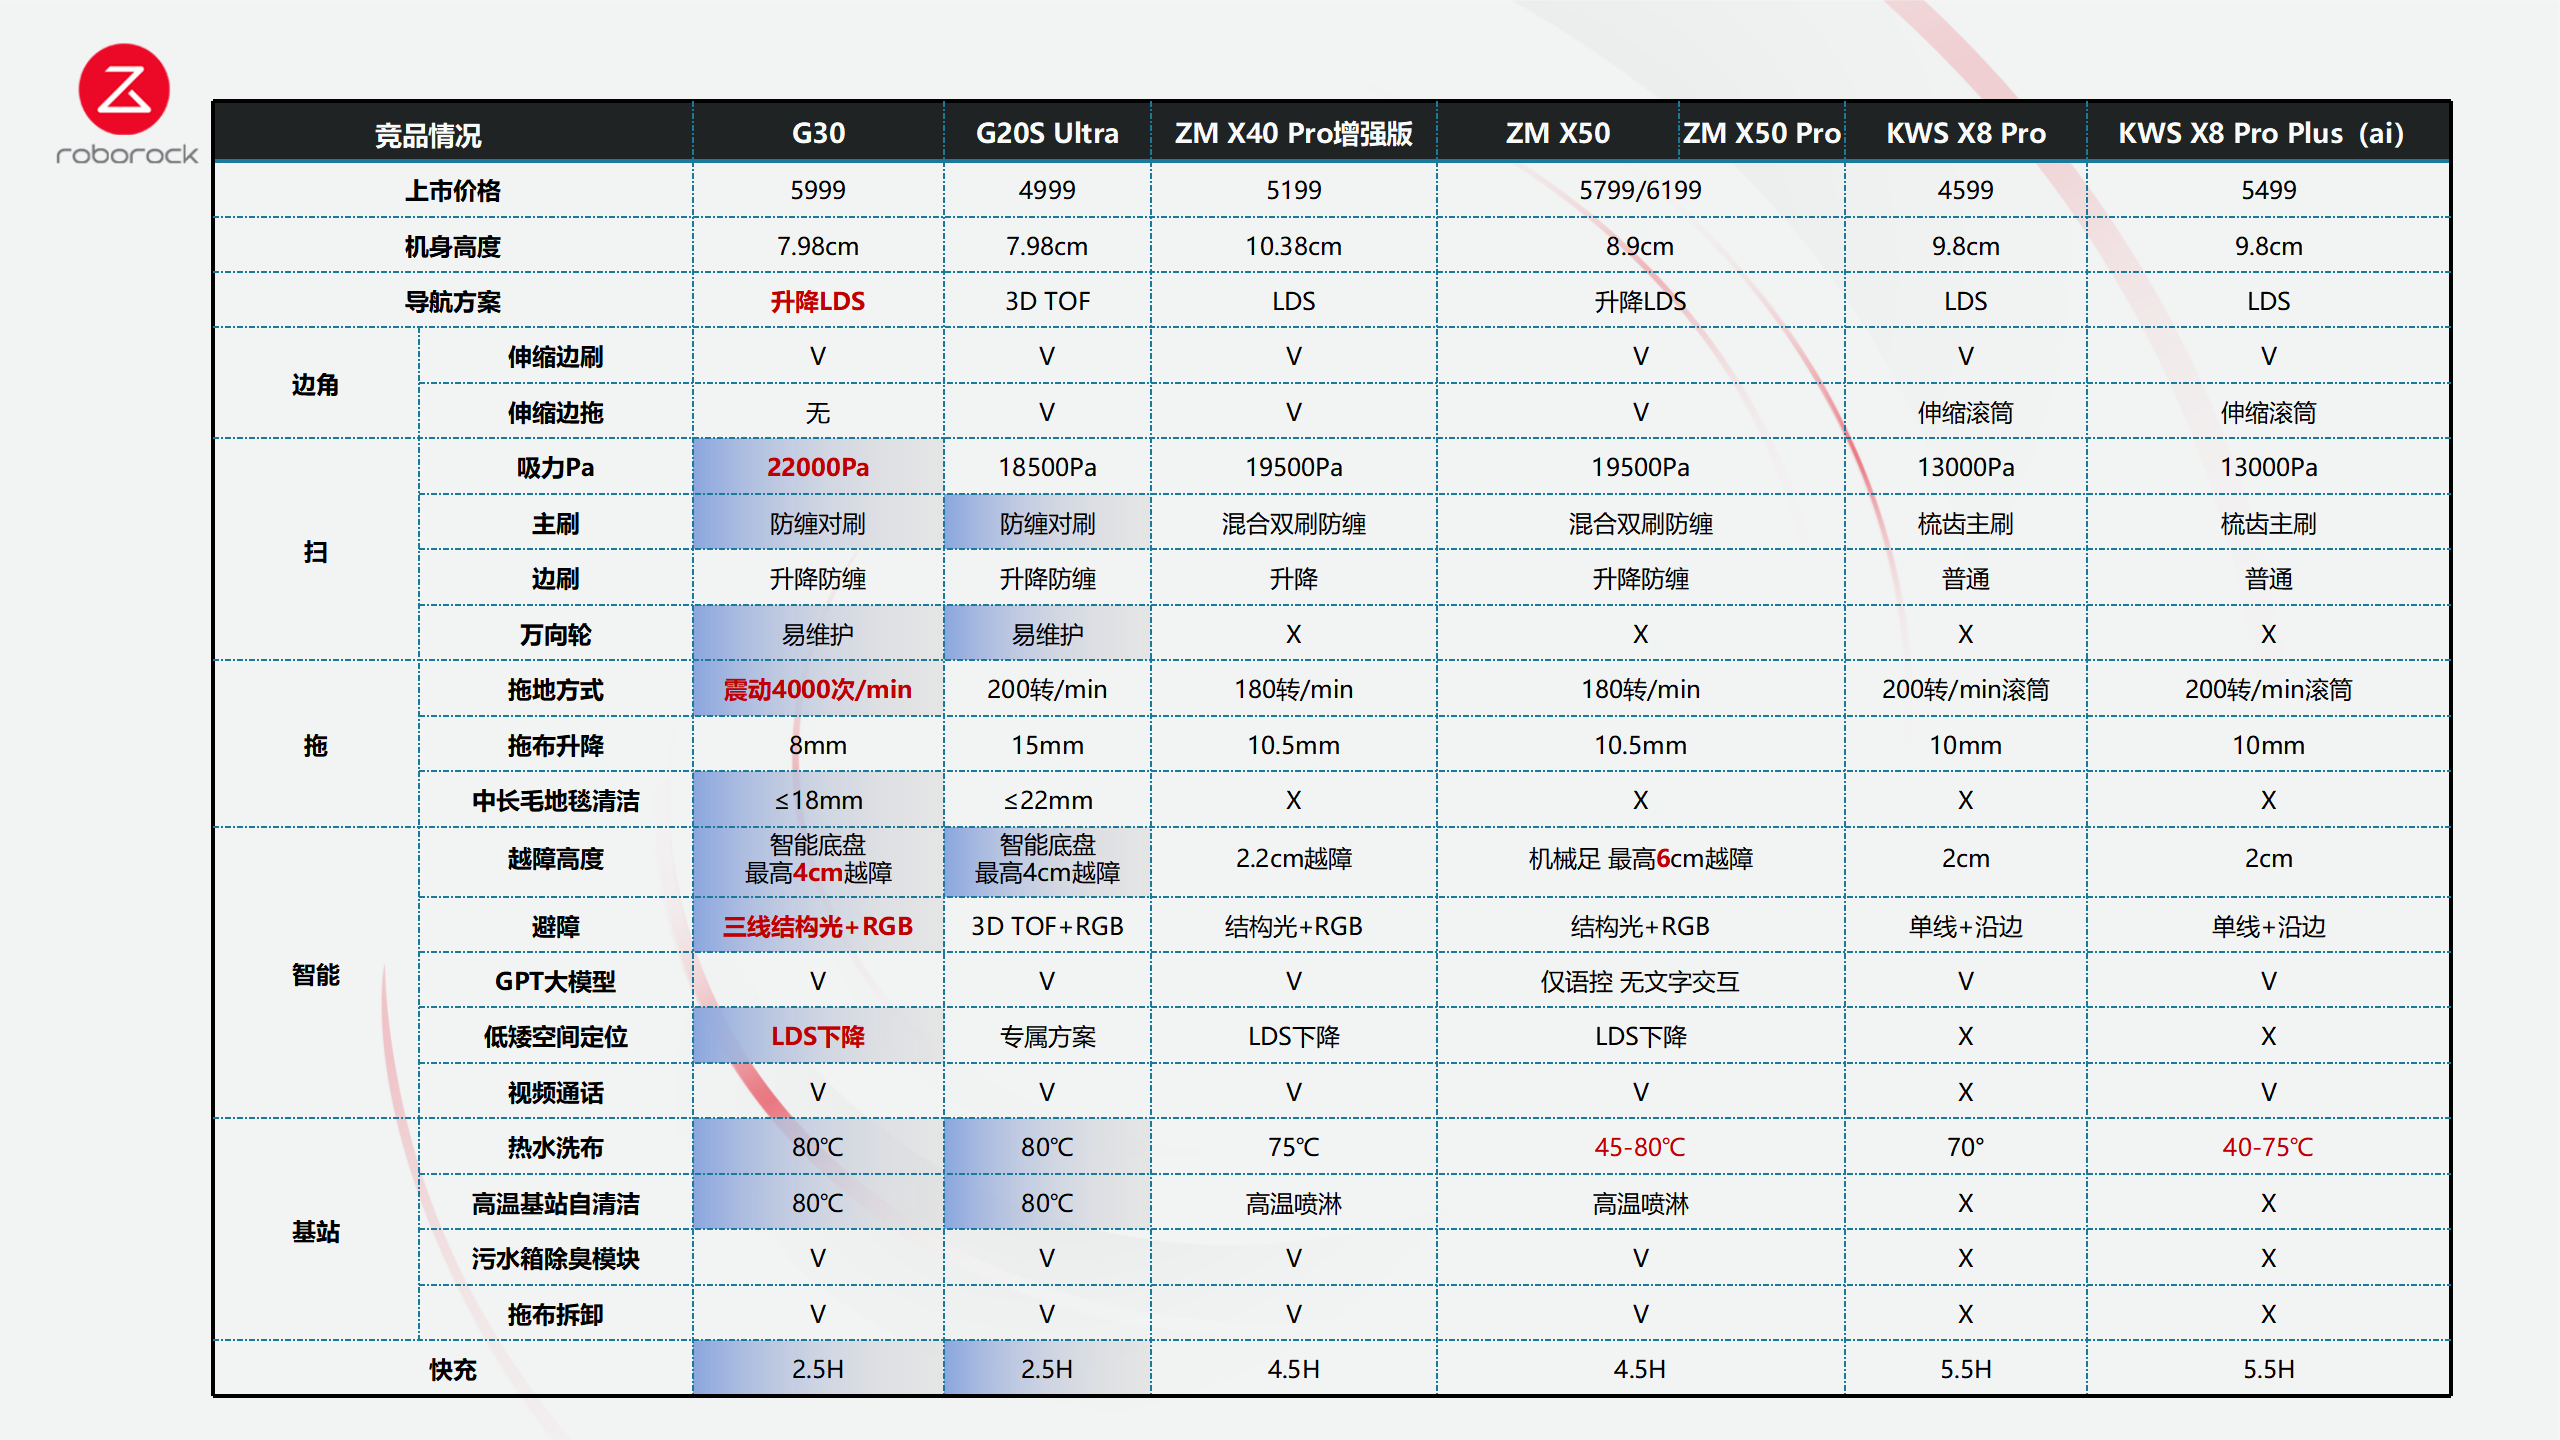 roborock
竞品情况 G30 G20S Ultra ZM X40 Pro增强版 ZM X50 ZM X50 Pro KWS X8 Pro KWS X8 Pro Plus（ai）
上市价格 5999 4999 5199 5799/6199 4599 5499
机身高度 7.98cm 7.98cm 10.38cm 8.9cm 9.8cm 9.8cm
导航方案 升降LDS 3D TOF LDS 升降LDS LDS LDS
边角
伸缩边刷 V V V V V V
伸缩边拖 无 V V V 伸缩滚筒 伸缩滚筒
扫
吸力Pa 22000Pa 18500Pa 19500Pa 19500Pa 13000Pa 13000Pa
主刷 防缠对刷 防缠对刷 混合双刷防缠 混合双刷防缠 梳齿主刷 梳齿主刷
边刷 升降防缠 升降防缠 升降 升降防缠 普通 普通
万向轮 易维护 易维护 X X X X
拖
拖地方式 震动4000次/min 200转/min 180转/min 180转/min 200转/min滚筒 200转/min滚筒
拖布升降 8mm 15mm 10.5mm 10.5mm 10mm 10mm
中长毛地毯清洁 ≤18mm ≤22mm X X X X
智能
越障高度 智能底盘 最高4cm越障 智能底盘 最高4cm越障 2.2cm越障 机械足 最高6cm越障 2cm 2cm
避障 三线结构光+RGB 3D TOF+RGB 结构光+RGB 结构光+RGB 单线+沿边 单线+沿边
GPT大模型 V V V 仅语控 无文字交互 V V
低矮空间定位 LDS下降 专属方案 LDS下降 LDS下降 X X
视频通话 V V V V X V
基站
热水洗布 80℃ 80℃ 75℃ 45-80℃ 70° 40-75℃
高温基站自清洁 80℃ 80℃ 高温喷淋 高温喷淋 X X
污水箱除臭模块 V V V V X X
拖布拆卸 V V V V X X
快充 2.5H 2.5H 4.5H 4.5H 5.5H 5.5H